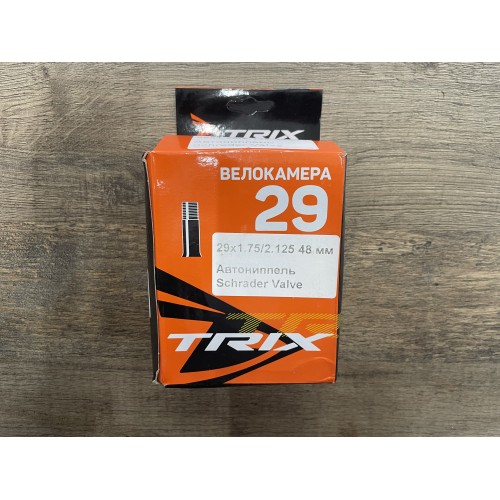 TRIX
ВЕЛОКАМЕРА
29
29x1.75/2.125 48 мм
Автониппель
Schrader Valve
TRIX